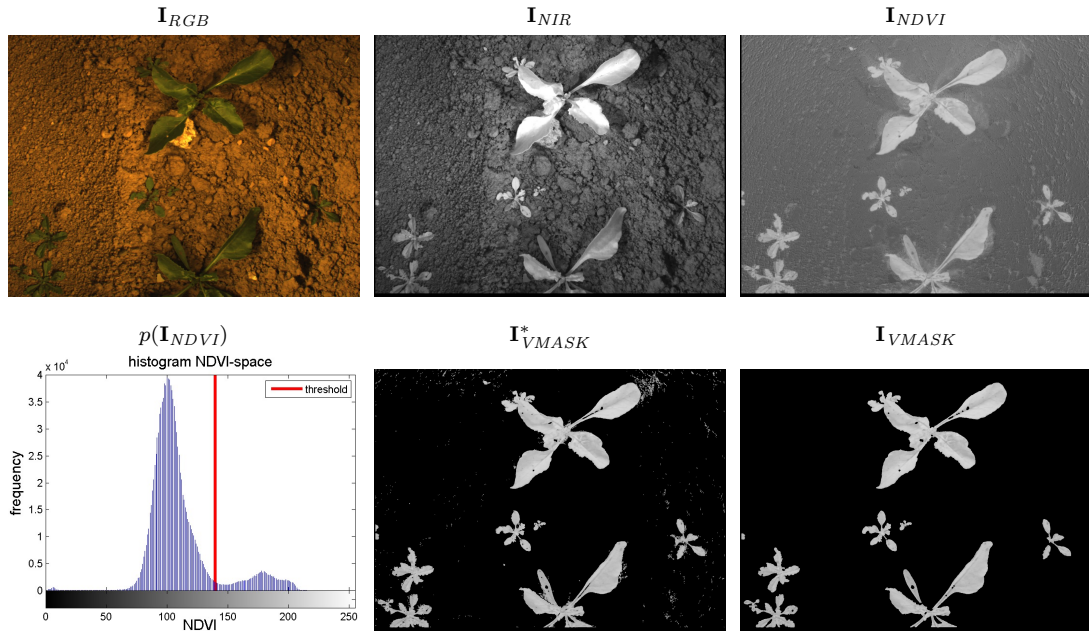 I_RGB
I_NIR
I_NDVI
p(I_NDVI)
histogram NDVI-space
x 10^4
4
3.5
3
2.5
2
1.5
1
0.5
0
frequency
threshold
0
50
100
150
200
250
NDVI
I*_VMASK
I_VMASK